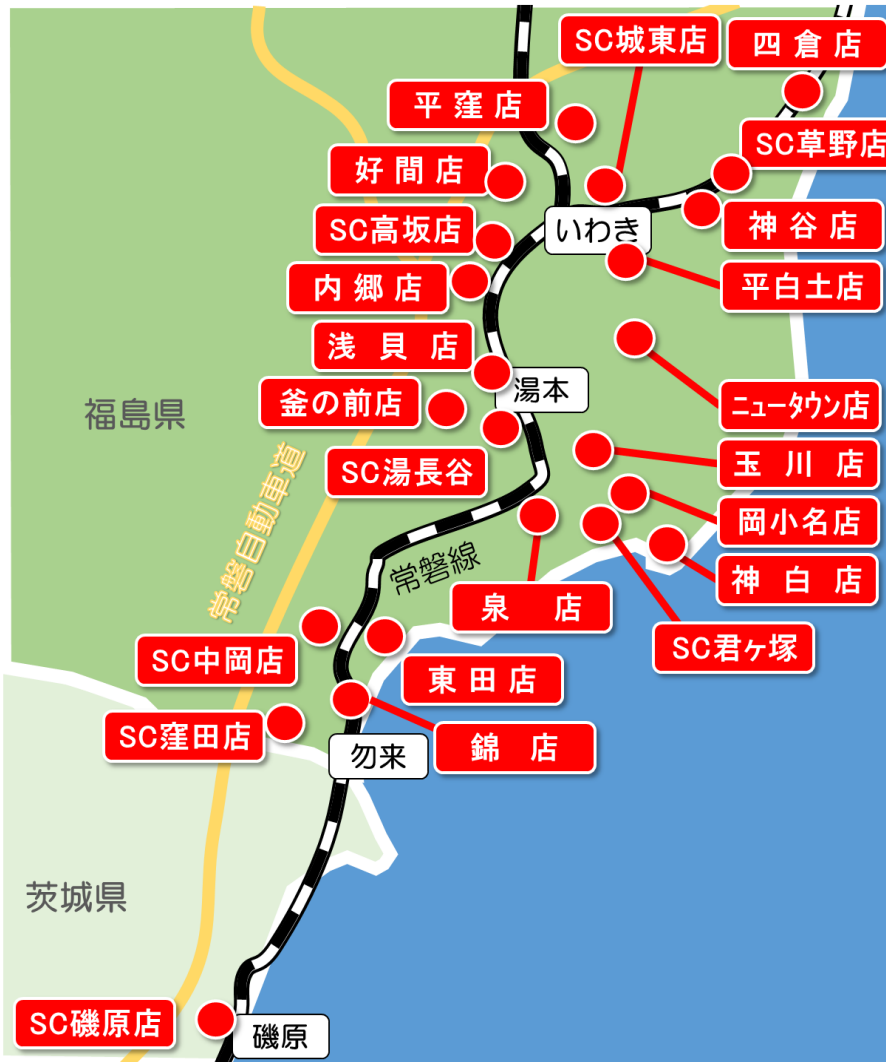 SC城東店
四倉店
平窪店
SC草野店
好間店
神谷店
SC高坂店
いわき
内郷店
平白土店
浅貝店
湯本
釜の前店
ニュータウン店
福島県
SC湯長谷
玉川店
岡小名店
常磐自動車道
常磐線
神白店
泉店
SC君ヶ塚
SC中岡店
東田店
SC窪田店
錦店
勿来
茨城県
SC磯原店
磯原